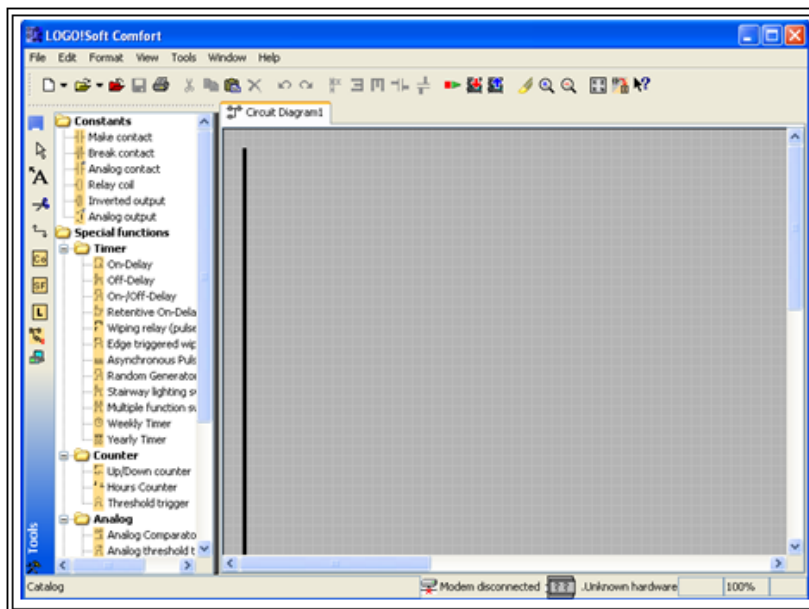 LOGO!Soft Comfort
File Edit Format View Tools Window Help
Circuit Diagram1
Constants
Make contact
Break contact
Analog contact
Relay coil
Inverted output
Analog output
Special functions
Timer
On-Delay
Off-Delay
On-/Off-Delay
Retentive On-Dela
Wiping relay (pulse
Edge triggered wip
Asynchronous Puls
Random Generator
Stairway lighting s
Multiple function s
Weekly Timer
Yearly Timer
Counter
Up/Down counter
Hours Counter
Threshold trigger
Analog
Analog Comparato
Analog threshold t
Co
SF
L
Tools
Catalog
Modem disconnected
? ?
.Unknown hardware
100%